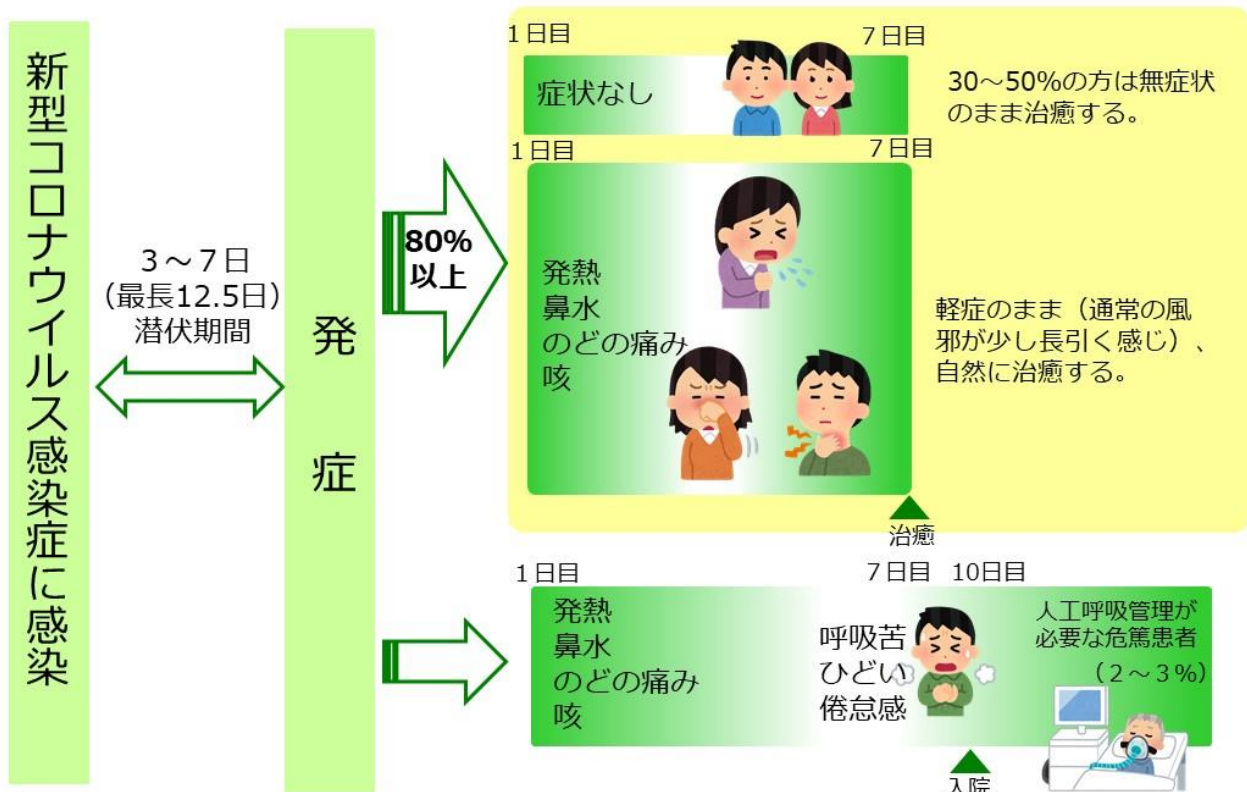 新型コロナウイルス感染症に感染
3～7日
（最長12.5日）
潜伏期間
発症
80%
以上
1日目
7日目
症状なし
30～50%の方は無症状
のまま治癒する。
1日目
7日目
発熱
鼻水
のどの痛み
咳
軽症のまま（通常の風
邪が少し長引く感じ）、
自然に治癒する。
治癒
1日目
7日目
10日目
発熱
鼻水
のどの痛み
咳
呼吸苦
ひどい
倦怠感
人工呼吸管理が
必要な危篤患者
（2～3%）
入院